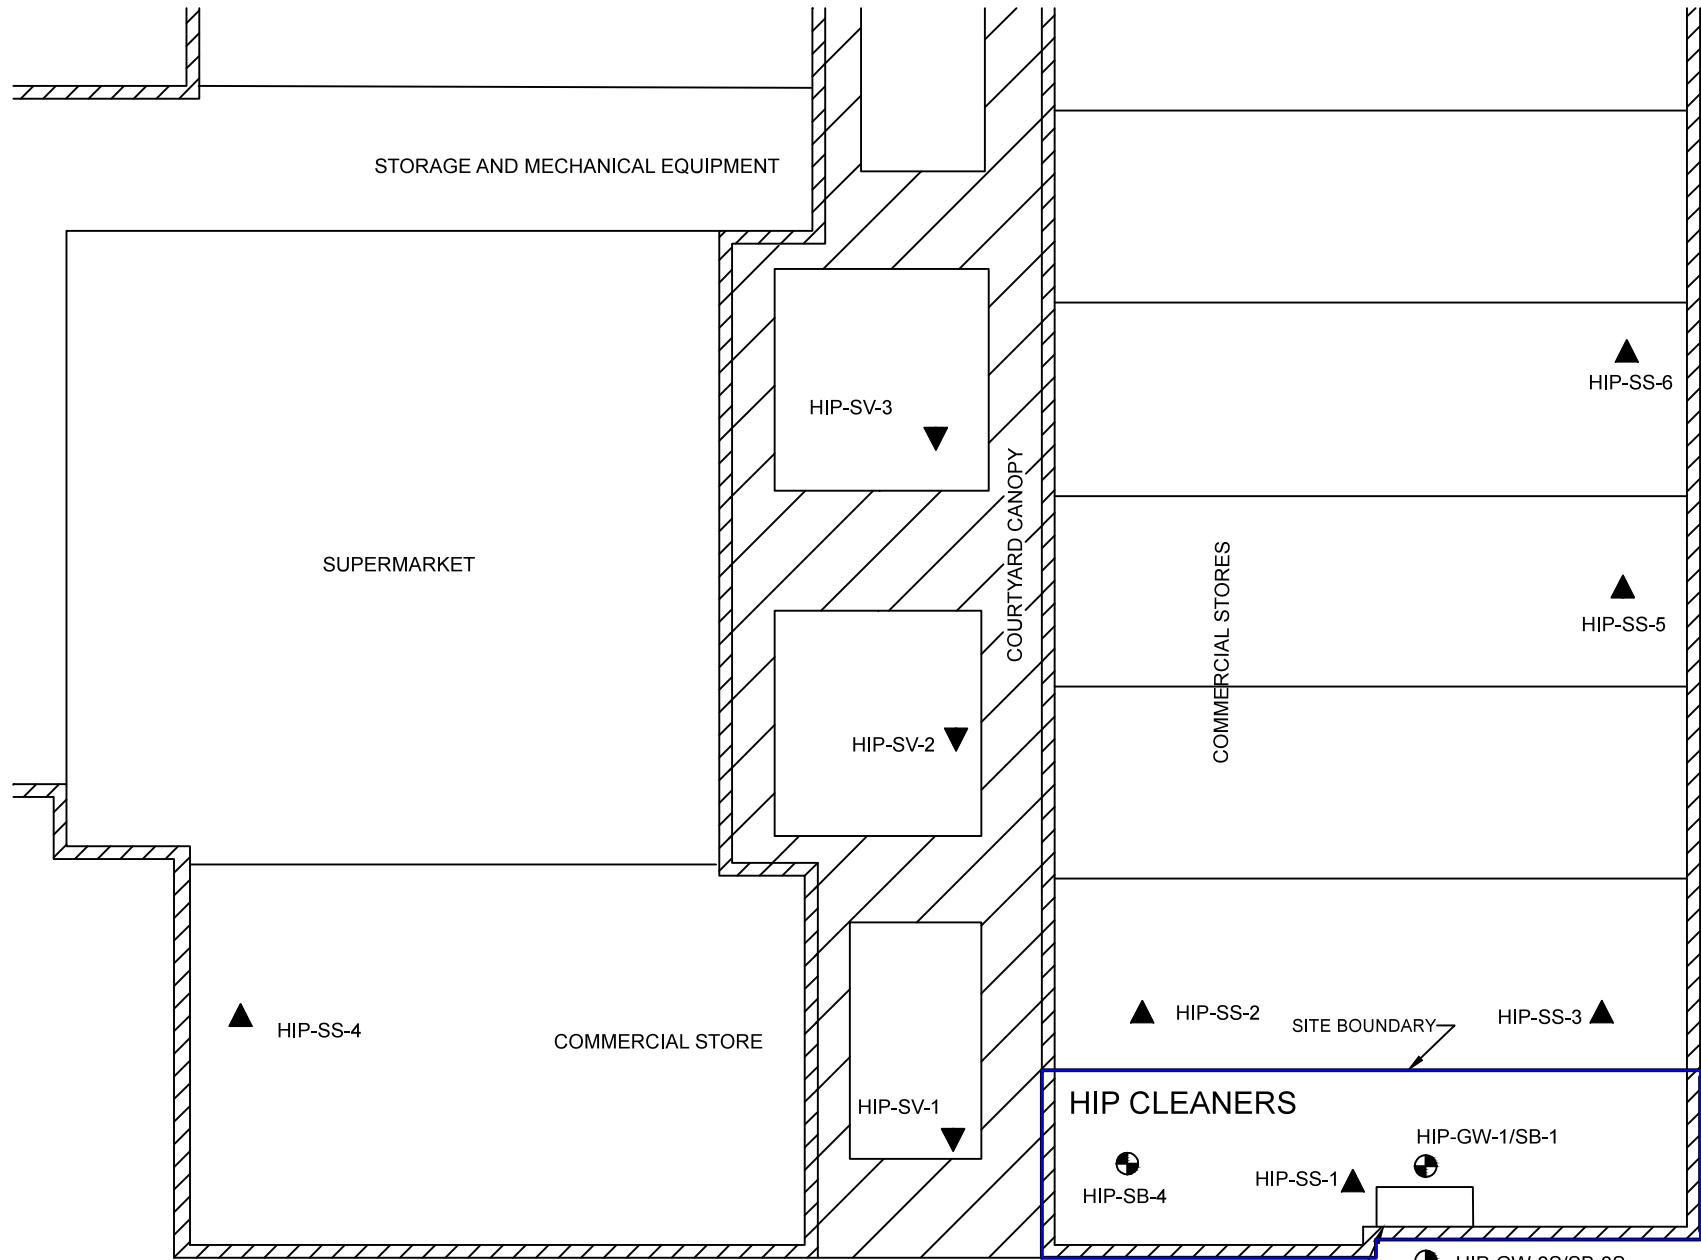 STORAGE AND MECHANICAL EQUIPMENT
HIP-SS-6
HIP-SV-3
COURTYARD CANOPY
SUPERMARKET
COMMERCIAL STORES
HIP-SS-5
HIP-SV-2
HIP-SS-2
HIP-SS-3
SITE BOUNDARY
HIP-SS-4
COMMERCIAL STORE
HIP CLEANERS
HIP-SV-1
HIP-GW-1/SB-1
HIP-SS-1
HIP-SB-4